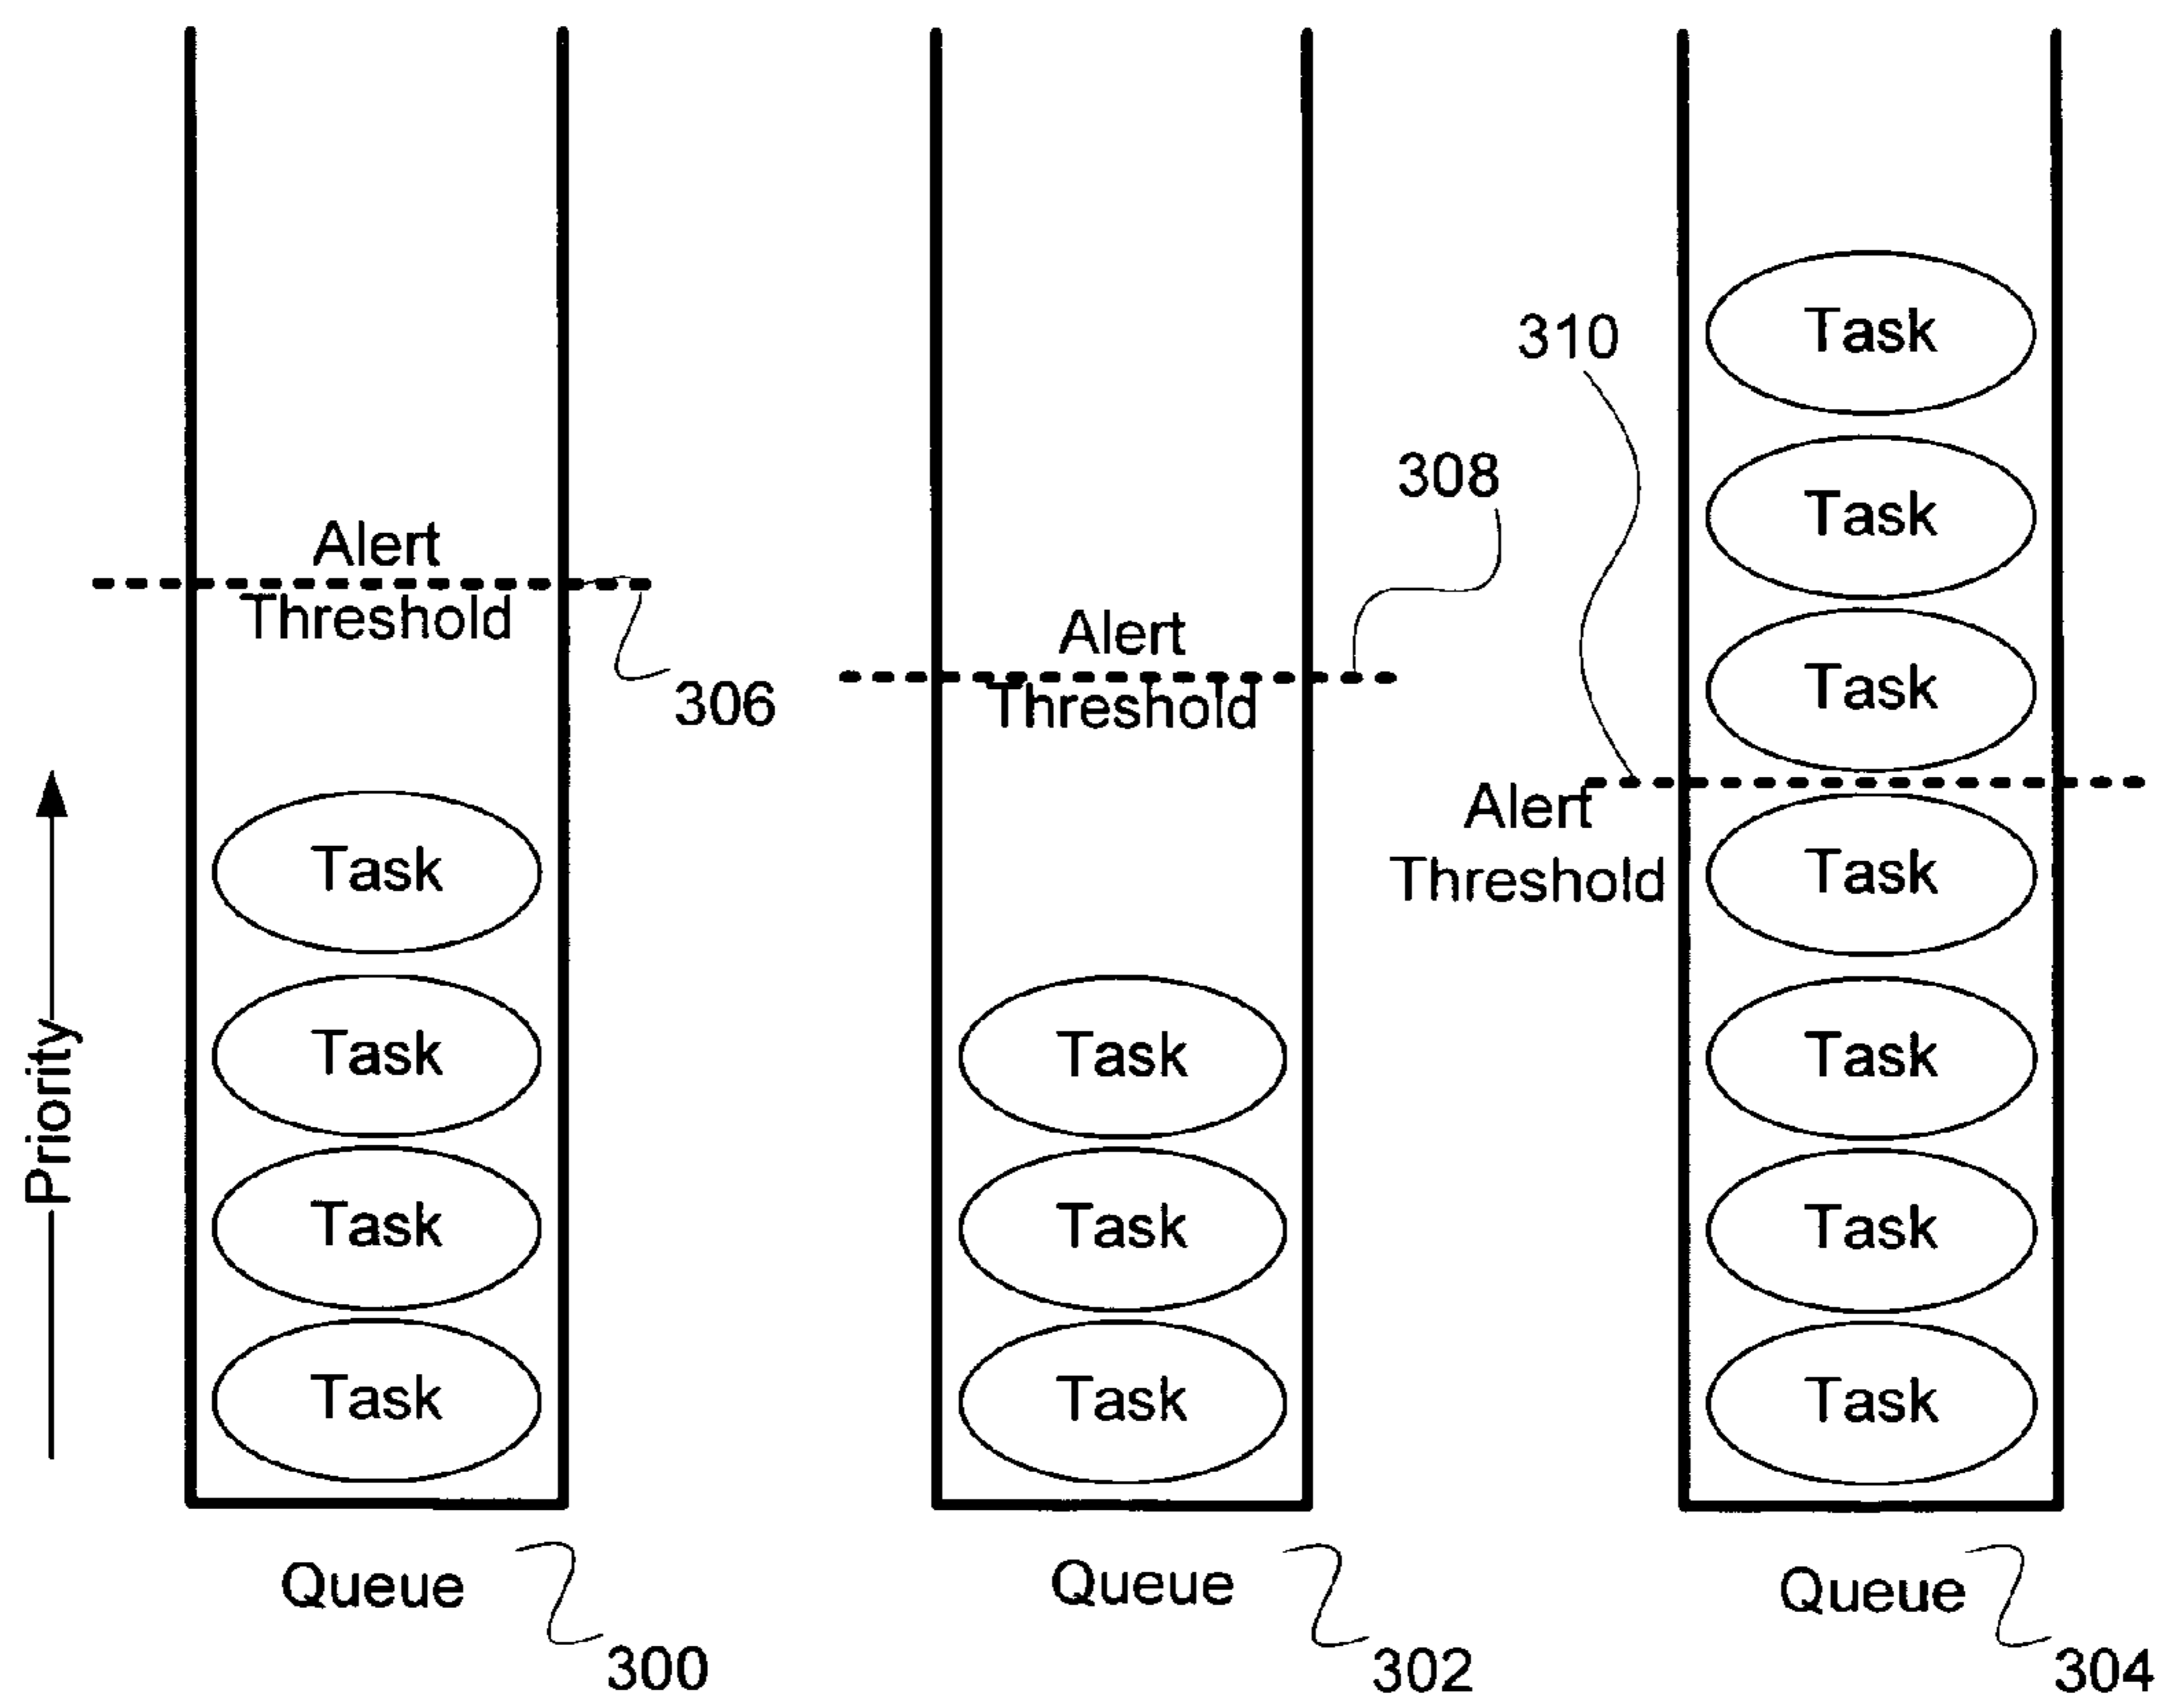 Alert
Threshold
306
Task
Task
Task
Task
Priority
Queue
300
Alert
Threshold
308
Task
Task
Task
Queue
302
310
Alert
Threshold
Task
Task
Task
Task
Task
Task
Task
Queue
304